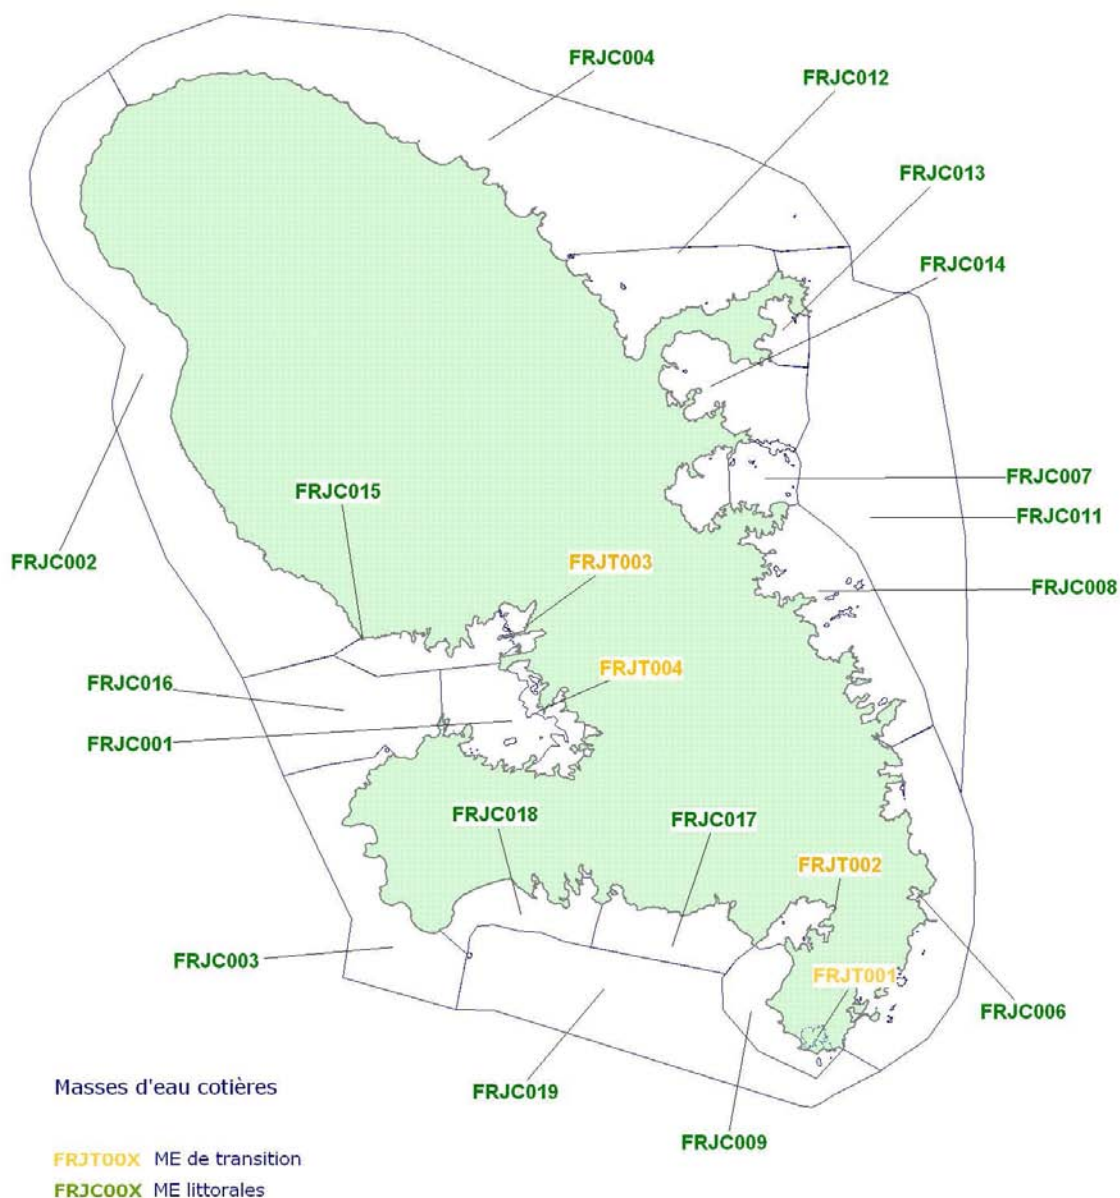 FRJC004
FRJC012
FRJC013
FRJC014
FRJC007
FRJC015
FRJC011
FRJC002
FRJT003
FRJC008
FRJT004
FRJC016
FRJC001
FRJC018
FRJC017
FRJT002
FRJC003
FRJT001
FRJC006
Masses d'eau cotières
FRJC019
FRJC009
FRJT00X ME de transition
FRJC00X ME littorales